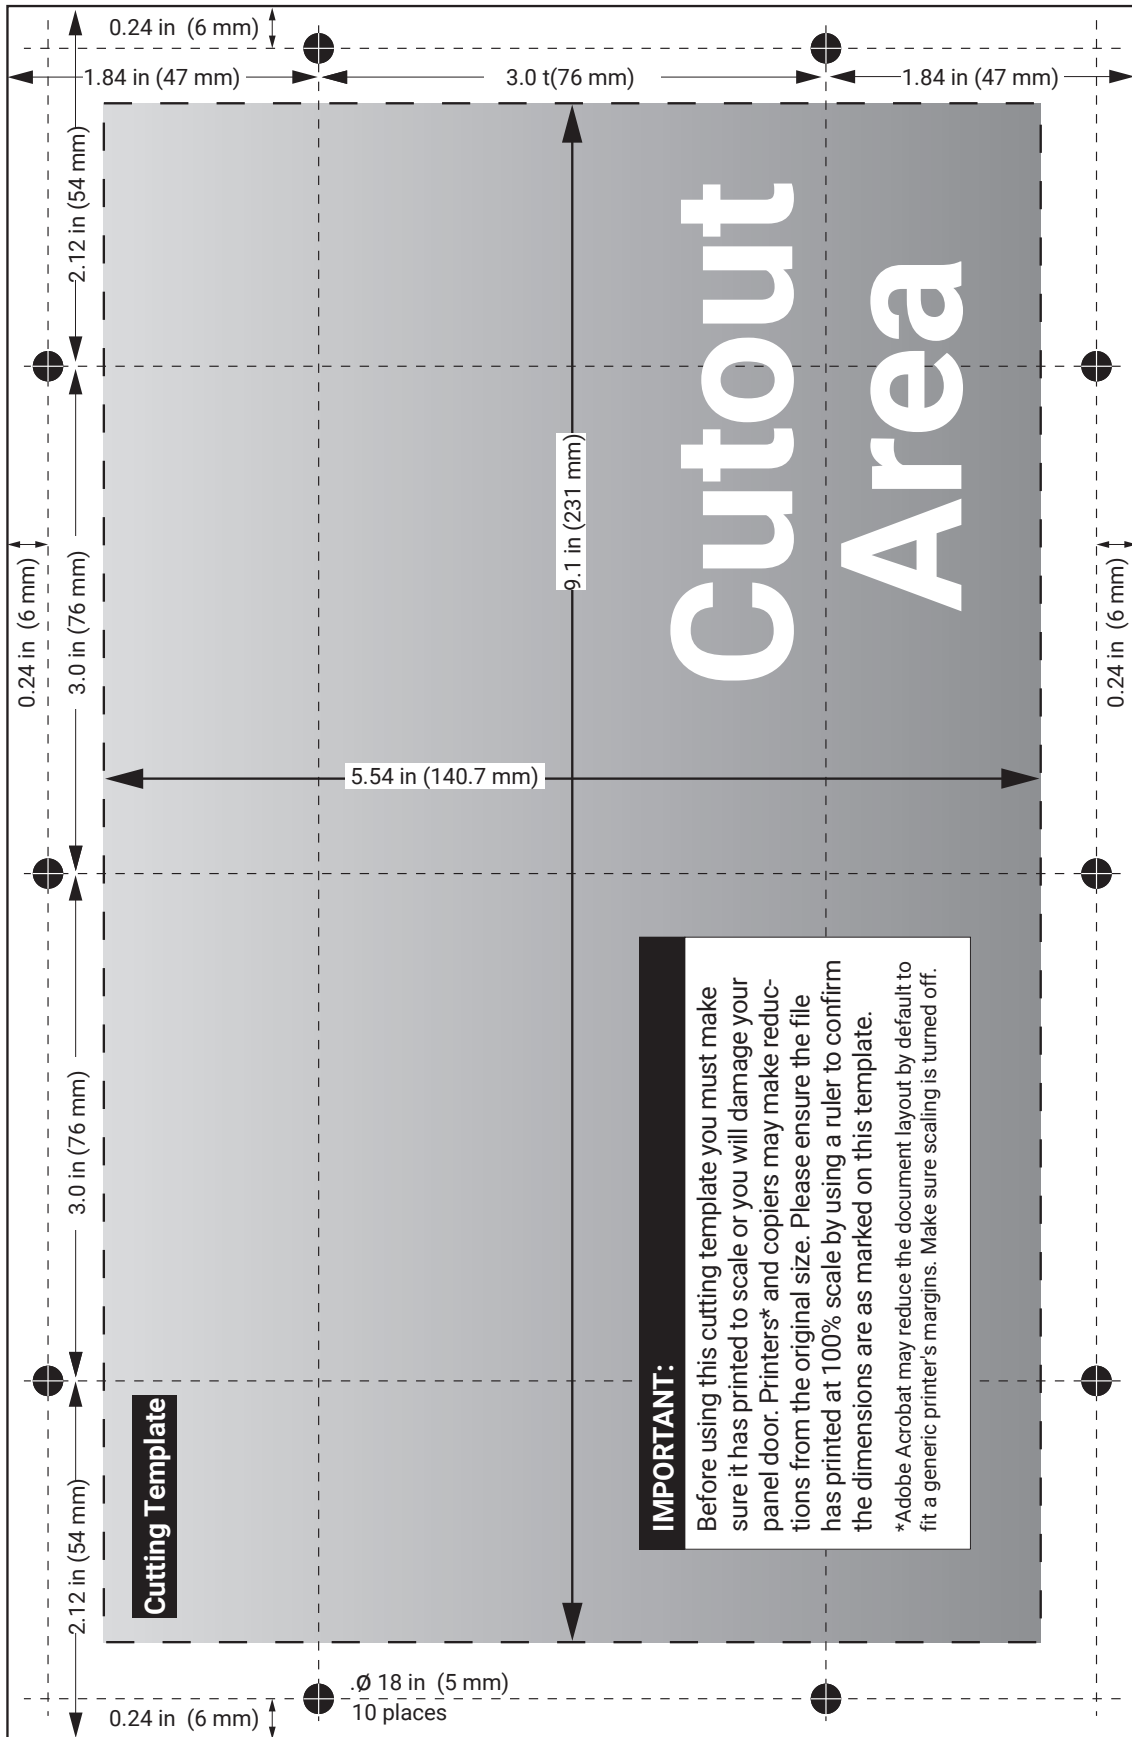 0.24 in (6 mm)
1.84 in (47 mm)
3.0 t(76 mm)
1.84 in (47 mm)
2.12 in (54 mm)
Cutout
Area
9.1 in (231 mm)
0.24 in (6 mm)
3.0 in (76 mm)
0.24 in (6 mm)
5.54 in (140.7 mm)
3.0 in (76 mm)
IMPORTANT:
Before using this cutting template you must make
sure it has printed to scale or you will damage your
panel door. Printers* and copiers may make reduc-
tions from the original size. Please ensure the file
has printed at 100% scale by using a ruler to confirm
the dimensions are as marked on this template.
*Adobe Acrobat may reduce the document layout by default to
fit a generic printer's margins. Make sure scaling is turned off.
Cutting Template
2.12 in (54 mm)
.Ø 18 in (5 mm)
10 places
0.24 in (6 mm)